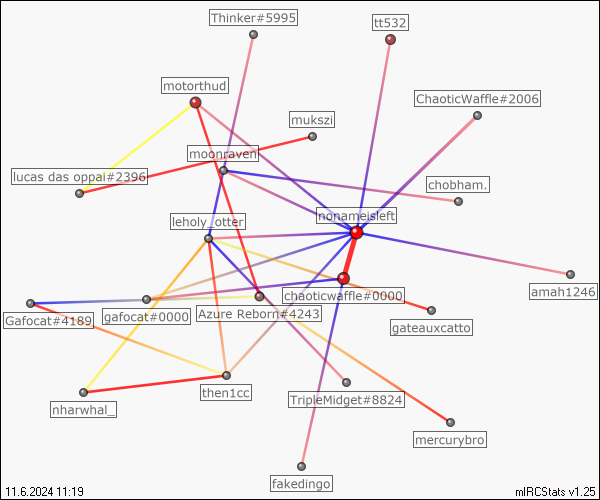 Thinker#5995
tt532
motorthud
ChaoticWaffle#2006
mukszi
moonraven
lucas das oppai#2396
chobham.
nonameisleft
leholy_otter
amah1246
chaoticwaffle#0000
Gafocat#4189
gafocat#0000
Azure Reborn#4243
gateauxcatto
then1cc
TripleMidget#8824
nharwhal_
mercurybro
fakedingo
11.6.2024 11:19
mIRCStats v1.25